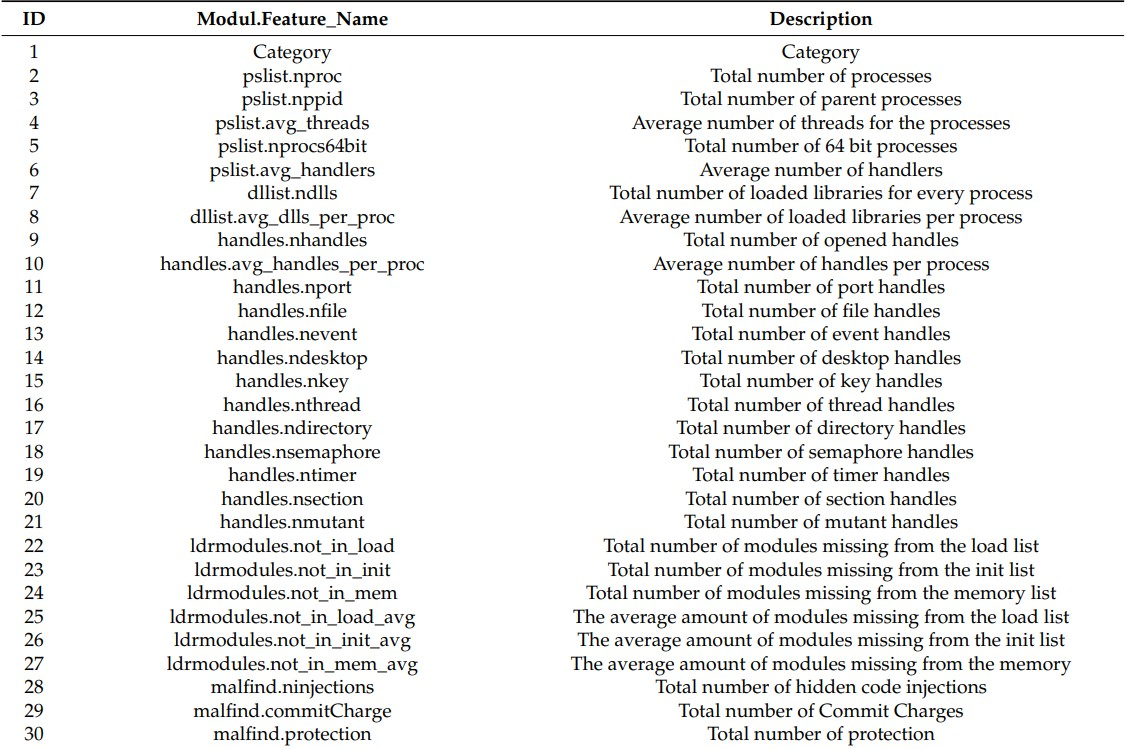 ID Modul.Feature_Name Description
1 Category Category
2 pslist.nproc Total number of processes
3 pslist.nppid Total number of parent processes
4 pslist.avg_threads Average number of threads for the processes
5 pslist.nprocs64bit Total number of 64 bit processes
6 pslist.avg_handlers Average number of handlers
7 dllist.ndlls Total number of loaded libraries for every process
8 dllist.avg_dlls_per_proc Average number of loaded libraries per process
9 handles.nhandles Total number of opened handles
10 handles.avg_handles_per_proc Average number of handles per process
11 handles.nport Total number of port handles
12 handles.nfile Total number of file handles
13 handles.nevent Total number of event handles
14 handles.ndesktop Total number of desktop handles
15 handles.nkey Total number of key handles
16 handles.nthread Total number of thread handles
17 handles.ndirectory Total number of directory handles
18 handles.nsemaphore Total number of semaphore handles
19 handles.ntimer Total number of timer handles
20 handles.nsection Total number of section handles
21 handles.nmutant Total number of mutant handles
22 ldrmodules.not_in_load Total number of modules missing from the load list
23 ldrmodules.not_in_init Total number of modules missing from the init list
24 ldrmodules.not_in_mem Total number of modules missing from the memory list
25 ldrmodules.not_in_load_avg The average amount of modules missing from the load list
26 ldrmodules.not_in_init_avg The average amount of modules missing from the init list
27 ldrmodules.not_in_mem_avg The average amount of modules missing from the memory
28 malfind.ninjections Total number of hidden code injections
29 malfind.commitCharge Total number of Commit Charges
30 malfind.protection Total number of protection